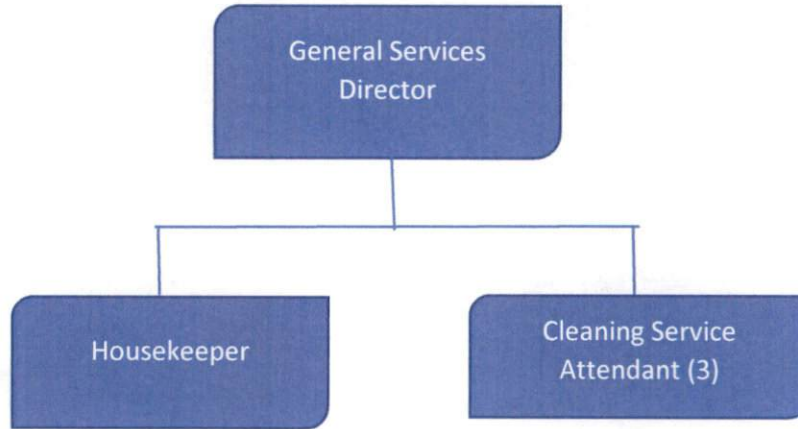 General Services
Director
Housekeeper
Cleaning Service
Attendant (3)